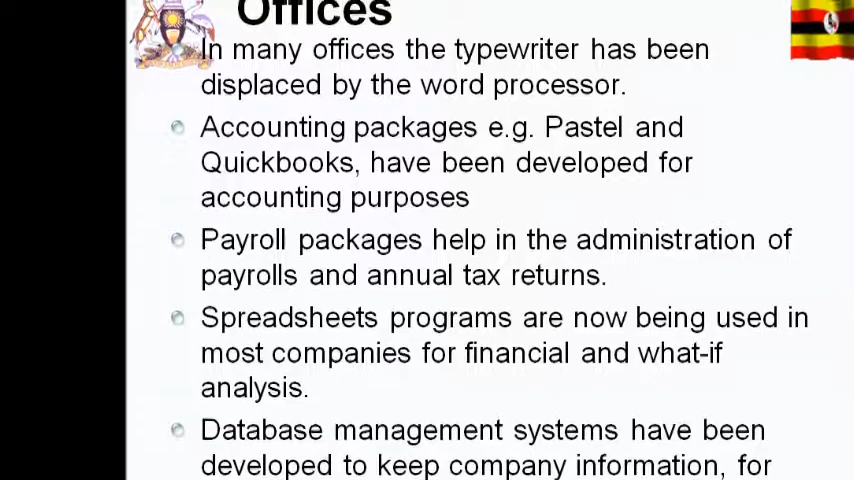 Offices
In many offices the typewriter has been
displaced by the word processor.
Accounting packages e.g. Pastel and
Quickbooks, have been developed for
accounting purposes
Payroll packages help in the administration of
payrolls and annual tax returns.
Spreadsheets programs are now being used in
most companies for financial and what-if
analysis.
Database management systems have been
developed to keep company information, for